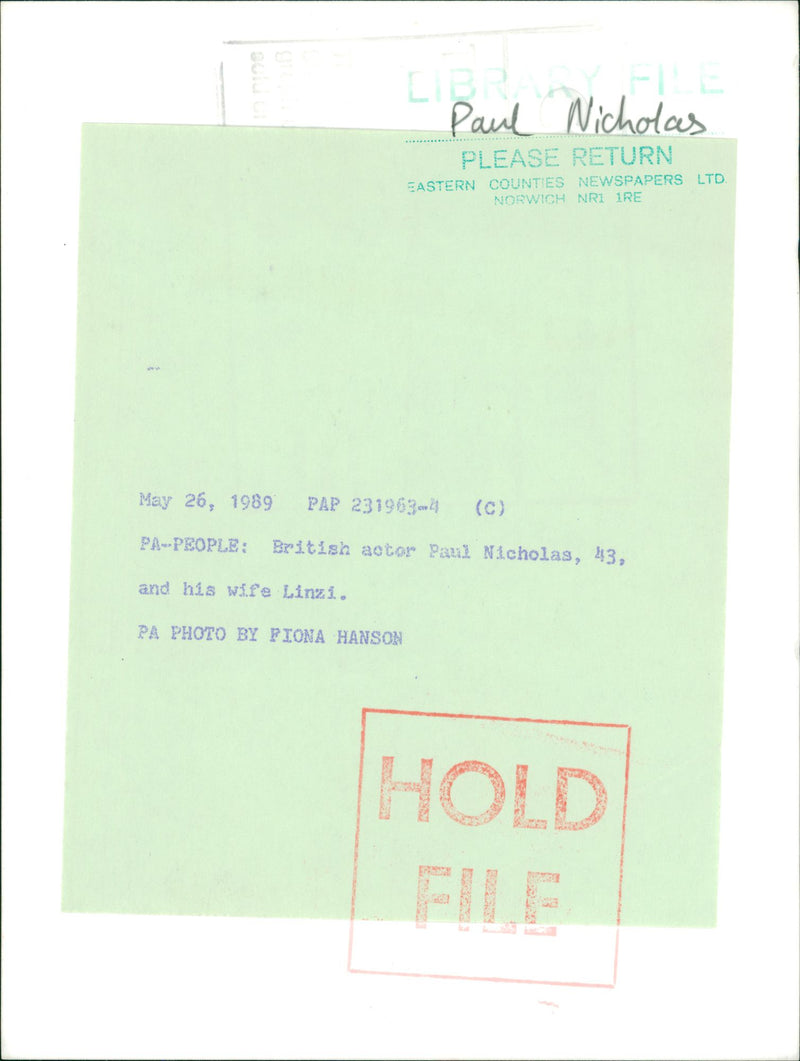 LIBRARY FILE
Paul Nicholas
PLEASE RETURN
EASTERN COUNTIES NEWSPAPERS LTD.
NORWICH NR1 1RE
May 26, 1989 PAP 231963-4 (C)
PA-PEOPLE: British actor Paul Nicholas, 43,
and his wife Linzi.
PA PHOTO BY FIONA HANSON
HOLD
FILE